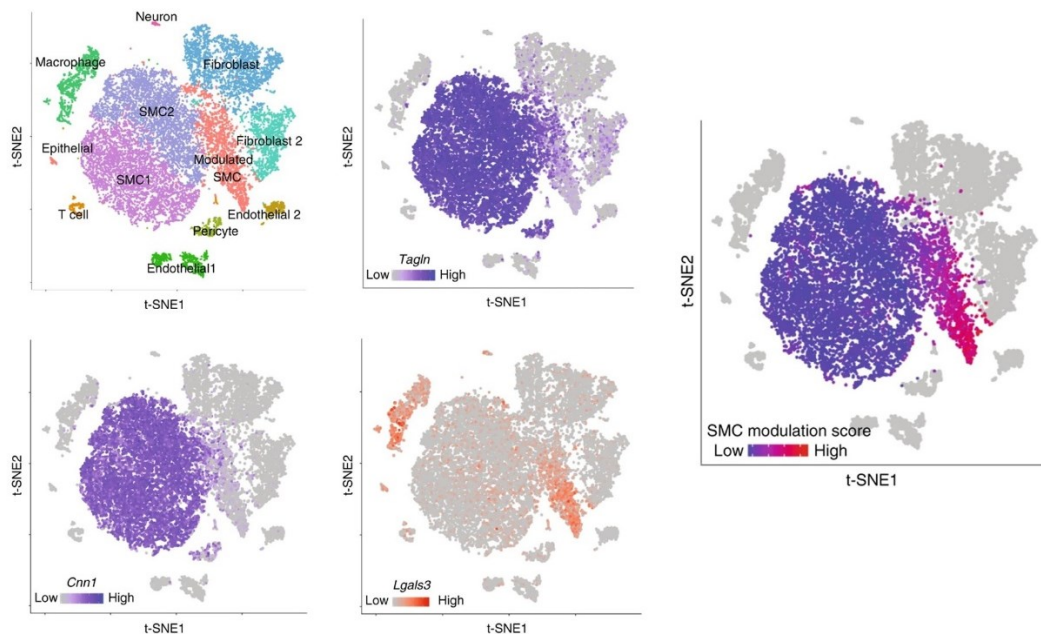 Neuron
Macrophage
Fibroblast
SMC2
Epithelial
Fibroblast 2
Modulated
SMC
SMC1
T cell
Endothelial 2
Pericyte
Endothelial1
t-SNE2
t-SNE1
Tagln
Low High
t-SNE2
t-SNE1
Cnn1
Low High
t-SNE2
t-SNE1
Lgals3
Low High
t-SNE2
t-SNE1
SMC modulation score
Low High
t-SNE2
t-SNE1